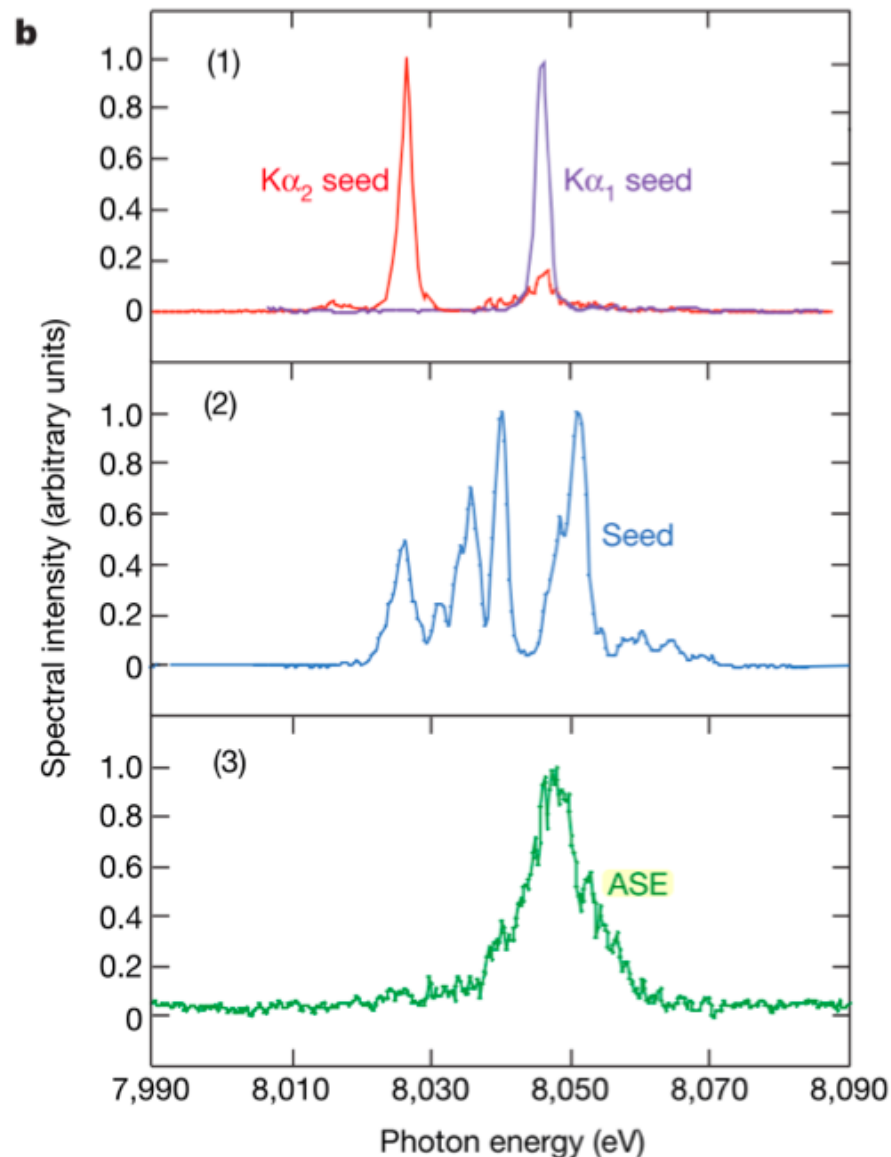 b
(1)
1.0
0.8
0.6
0.4
0.2
0
Kα₂ seed
Kα₁ seed
Spectral intensity (arbitrary units)
(2)
1.0
0.8
0.6
0.4
0.2
0
Seed
(3)
1.0
0.8
0.6
0.4
0.2
0
ASE
7,990 8,010 8,030 8,050 8,070 8,090
Photon energy (eV)